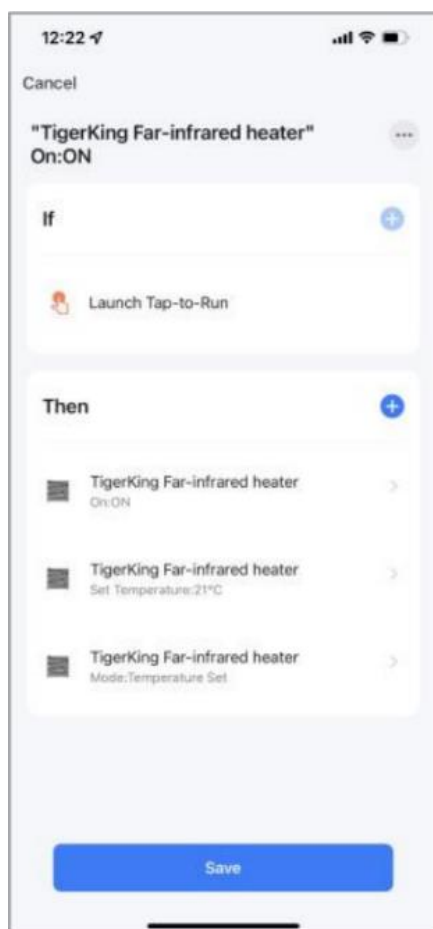 12:22
Cancel
"TigerKing Far-infrared heater"
On:ON
If
Launch Tap-to-Run
Then
TigerKing Far-infrared heater
On:ON
TigerKing Far-infrared heater
Set Temperature:21°C
TigerKing Far-infrared heater
Mode:Temperature Set
Save